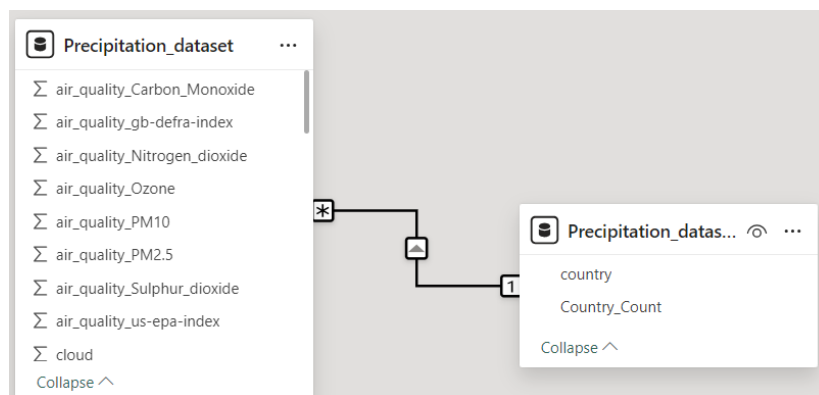 Precipitation_dataset ...
∑ air_quality_Carbon_Monoxide
∑ air_quality_gb-defra-index
∑ air_quality_Nitrogen_dioxide
∑ air_quality_Ozone
∑ air_quality_PM10
∑ air_quality_PM2.5
∑ air_quality_Sulphur_dioxide
∑ air_quality_us-epa-index
∑ cloud
Collapse
*
1
Precipitation_datas... ...
country
Country_Count
Collapse